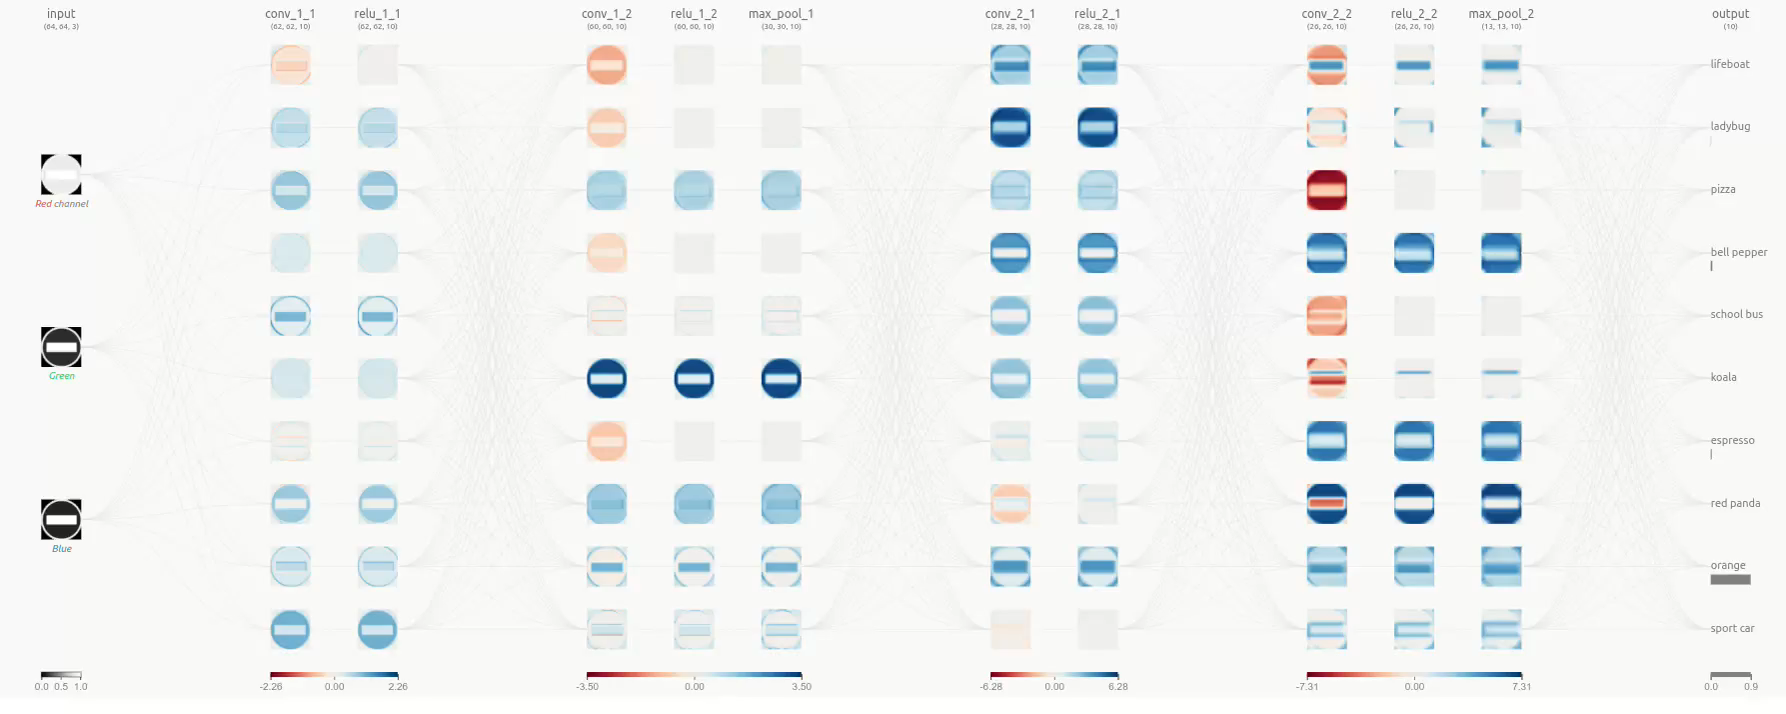 input conv_1_1 relu_1_1 conv_1_2 relu_1_2 max_pool_1 conv_2_1 relu_2_1 conv_2_2 relu_2_2 max_pool_2 output
(64, 64, 3) (62, 62, 10) (62, 62, 10) (60, 60, 10) (60, 60, 10) (30, 30, 10) (28, 28, 10) (28, 28, 10) (26, 26, 10) (26, 26, 10) (13, 13, 10) (10)
lifeboat
ladybug
pizza
Red channel
bell pepper
school bus
Green
koala
espresso
red panda
Blue
orange
sport car
0.0 0.5 1.0 -2.26 0.00 2.26 -3.50 0.00 3.50 -6.28 0.00 6.28 -7.31 0.00 7.31 0.0 0.9